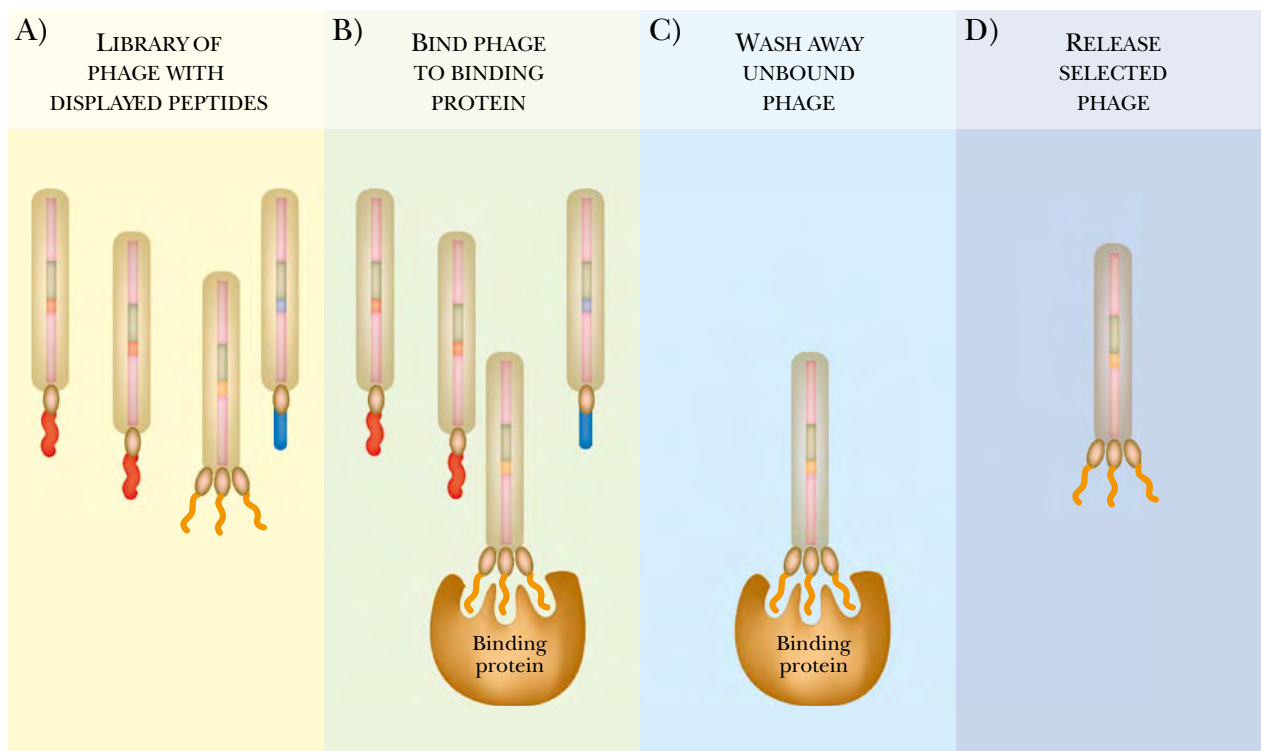 A)
LIBRARY OF
PHAGE WITH
DISPLAYED PEPTIDES
B)
BIND PHAGE
TO BINDING
PROTEIN
C)
WASH AWAY
UNBOUND
PHAGE
D)
RELEASE
SELECTED
PHAGE
Binding
protein
Binding
protein